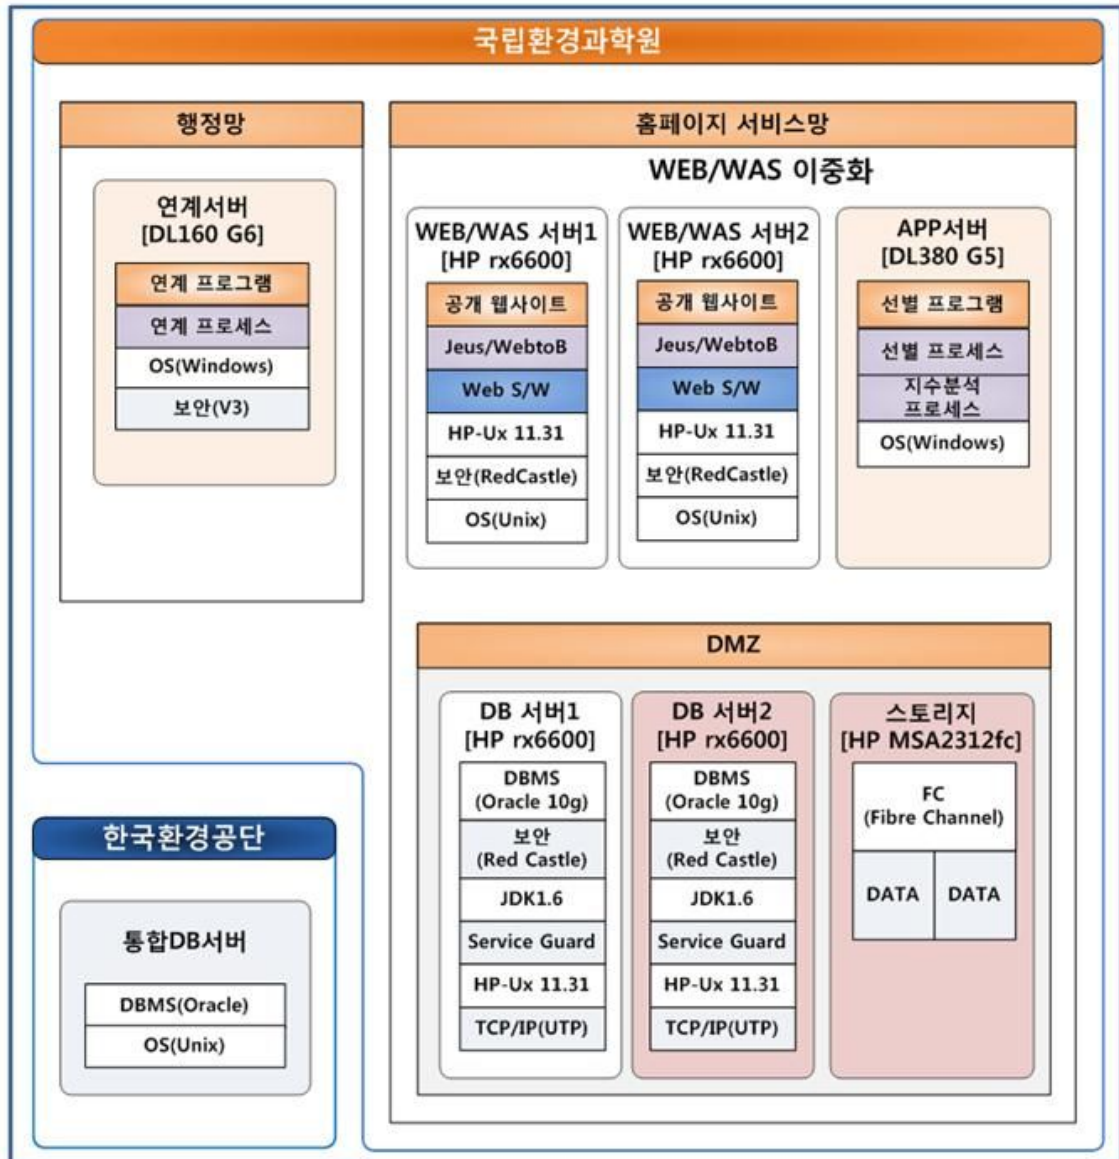 국립환경과학원
행정망
연계서버
[DL160 G6]
연계 프로그램
연계 프로세스
OS(Windows)
보안(V3)
홈페이지 서비스망
WEB/WAS 이중화
WEB/WAS 서버1
[HP rx6600]
공개 웹사이트
Jeus/WebtoB
Web S/W
HP-Ux 11.31
보안(RedCastle)
OS(Unix)
WEB/WAS 서버2
[HP rx6600]
공개 웹사이트
Jeus/WebtoB
Web S/W
HP-Ux 11.31
보안(RedCastle)
OS(Unix)
APP서버
[DL380 G5]
선별 프로그램
선별 프로세스
지수분석
프로세스
OS(Windows)
DMZ
DB 서버1
[HP rx6600]
DBMS
(Oracle 10g)
보안
(Red Castle)
JDK1.6
Service Guard
HP-Ux 11.31
TCP/IP(UTP)
DB 서버2
[HP rx6600]
DBMS
(Oracle 10g)
보안
(Red Castle)
JDK1.6
Service Guard
HP-Ux 11.31
TCP/IP(UTP)
스토리지
[HP MSA2312fc]
FC
(Fibre Channel)
DATA
DATA
한국환경공단
통합DB서버
DBMS(Oracle)
OS(Unix)